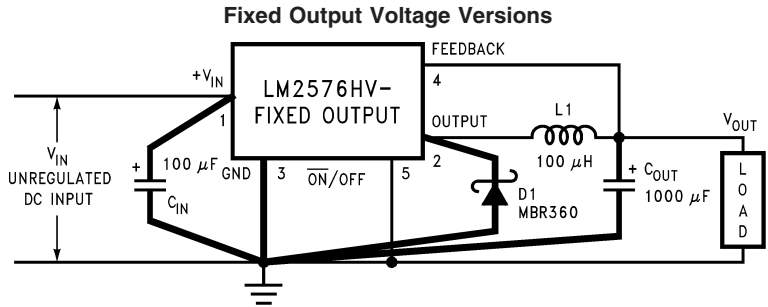 Fixed Output Voltage Versions
FEEDBACK
+VIN
LM2576HV-
FIXED OUTPUT
4
L1
1
OUTPUT
VOUT
VIN
UNREGULATED
DC INPUT
+
100 μF
CIN
GND
3
ON/OFF
5
2
100 μH
D1
MBR360
+
COUT
1000 μF
L
O
A
D